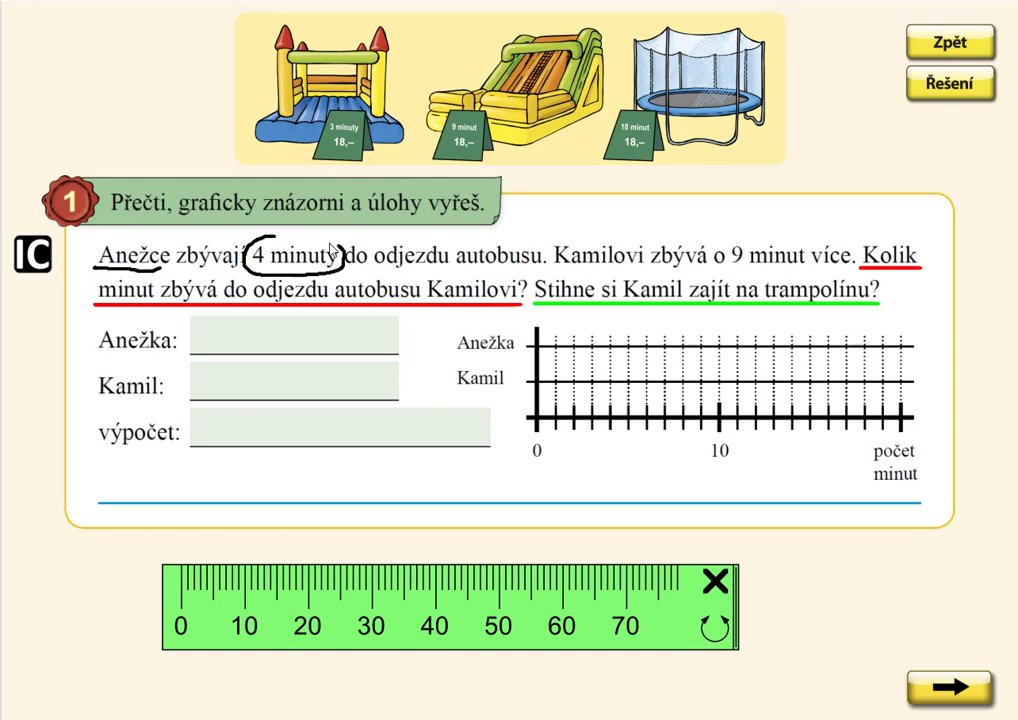 Zpět
Řešení
3 minuty
18,–
9 minut
18,–
18 minut
18,–
1 Přečti, graficky znázorni a úlohy vyřeš.
IC
Anežce zbývají 4 minuty do odjezdu autobusu. Kamilovi zbývá o 9 minut více. Kolik
minut zbývá do odjezdu autobusu Kamilovi? Stihne si Kamil zajít na trampolínu?
Anežka:
Kamil:
výpočet:
Anežka
Kamil
0 10 počet
minut
0 10 20 30 40 50 60 70